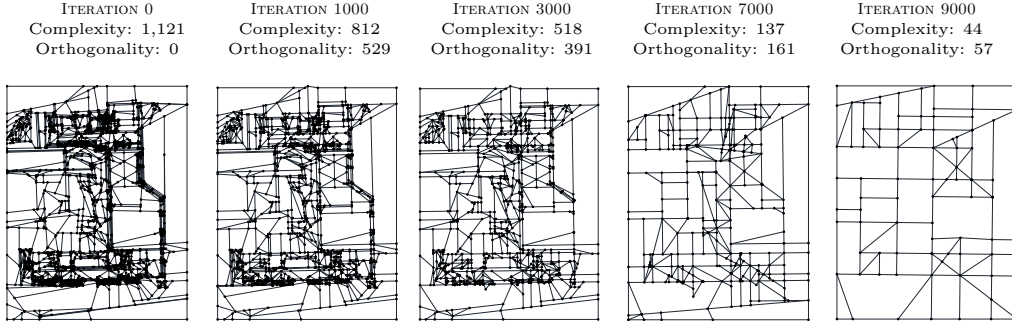 ITERATION 0
Complexity: 1,121
Orthogonality: 0
ITERATION 1000
Complexity: 812
Orthogonality: 529
ITERATION 3000
Complexity: 518
Orthogonality: 391
ITERATION 7000
Complexity: 137
Orthogonality: 161
ITERATION 9000
Complexity: 44
Orthogonality: 57